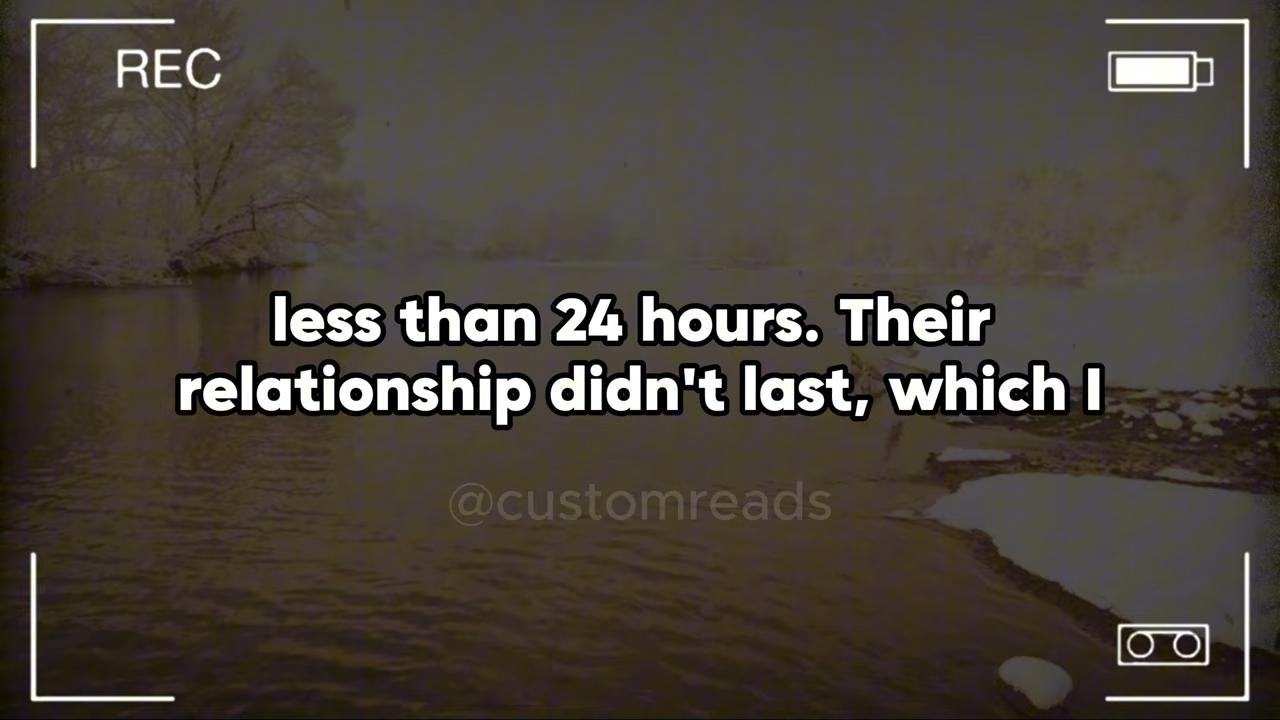 REC
less than 24 hours. Their
relationship didn't last, which I
@customreads